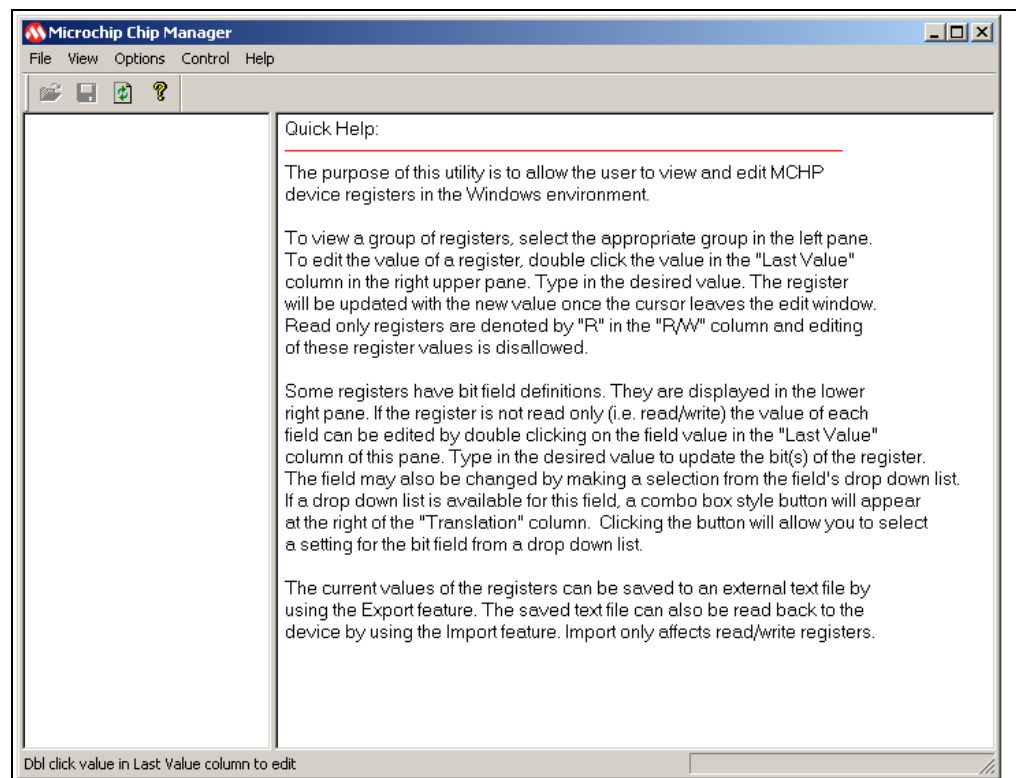 Microchip Chip Manager
File View Options Control Help
Quick Help:
The purpose of this utility is to allow the user to view and edit MCHP
device registers in the Windows environment.
To view a group of registers, select the appropriate group in the left pane.
To edit the value of a register, double click the value in the "Last Value"
column in the right upper pane. Type in the desired value. The register
will be updated with the new value once the cursor leaves the edit window.
Read only registers are denoted by "R" in the "R/W" column and editing
of these register values is disallowed.
Some registers have bit field definitions. They are displayed in the lower
right pane. If the register is not read only (i.e. read/write) the value of each
field can be edited by double clicking on the field value in the "Last Value"
column of this pane. Type in the desired value to update the bit(s) of the register.
The field may also be changed by making a selection from the field's drop down list.
If a drop down list is available for this field, a combo box style button will appear
at the right of the "Translation" column. Clicking the button will allow you to select
a setting for the bit field from a drop down list.
The current values of the registers can be saved to an external text file by
using the Export feature. The saved text file can also be read back to the
device by using the Import feature. Import only affects read/write registers.
Dbl click value in Last Value column to edit